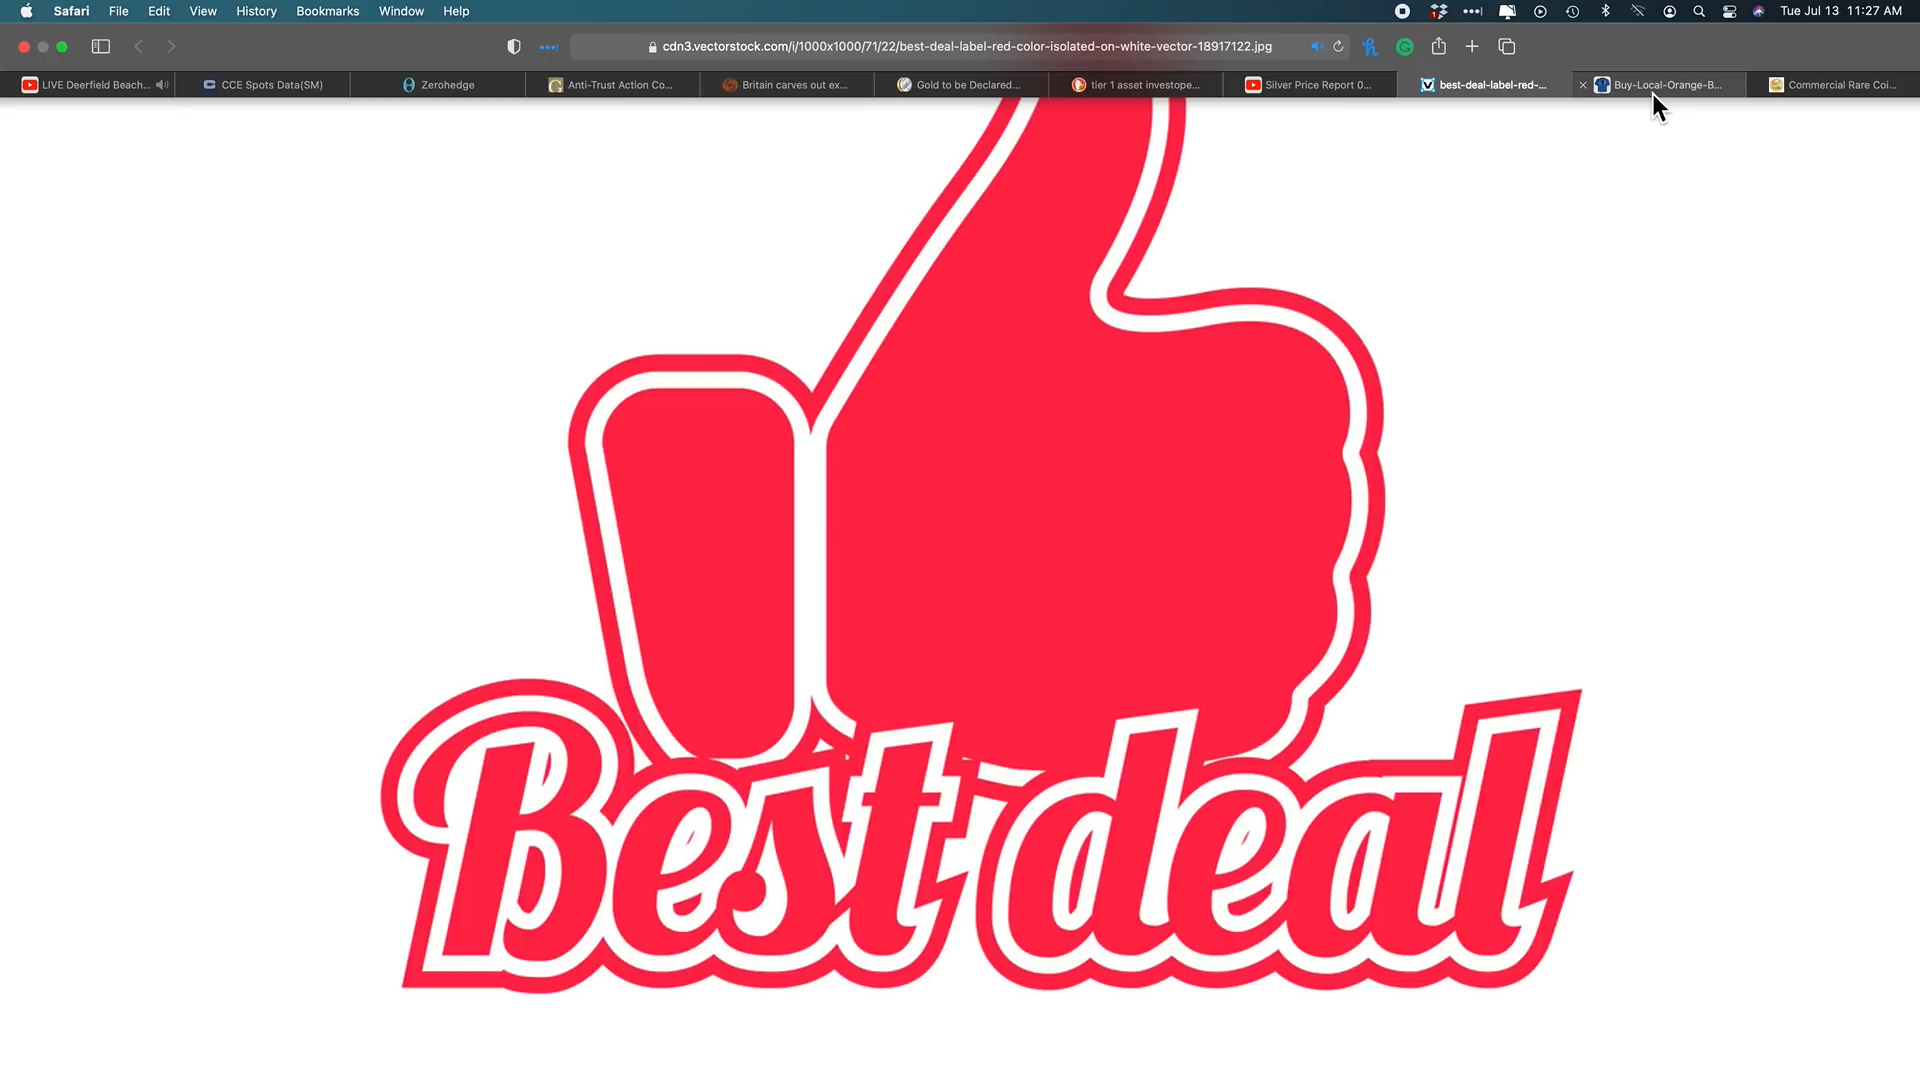 Safari File Edit View History Bookmarks Window Help Tue Jul 13 11:27 AM
cdn3.vectorstock.com/i/1000x1000/71/22/best-deal-label-red-color-isolated-on-white-vector-18917122.jpg
LIVE Deerfield Beach... CCE Spots Data(SM) Zerohedge Anti-Trust Action Co... Britain carves out ex... Gold to be Declared... tier 1 asset investope... Silver Price Report 0... best-deal-label-red-... Buy-Local-Orange-B... Commercial Rare Coi...
Best deal